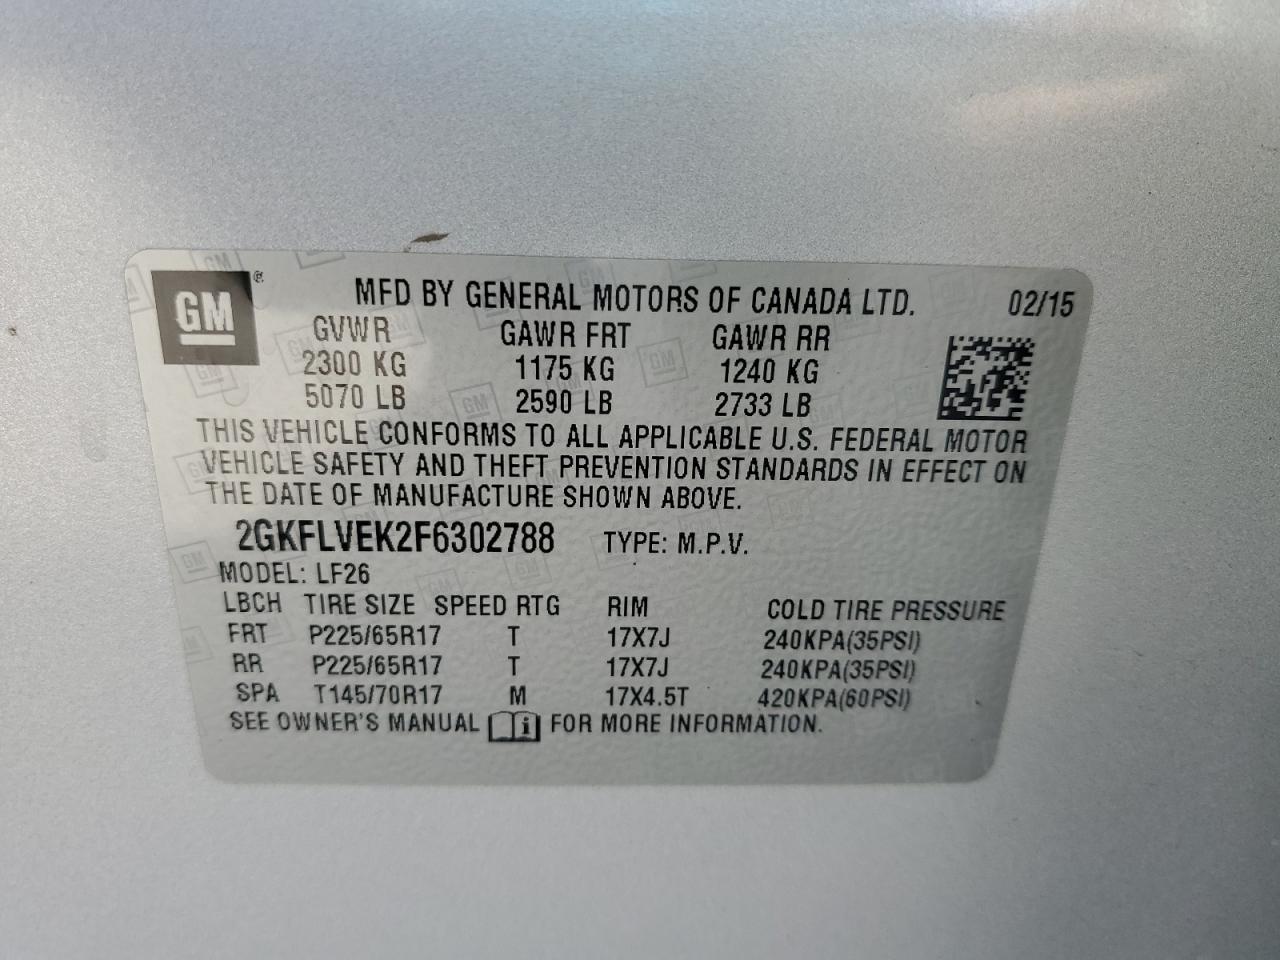 GM ®
MFD BY GENERAL MOTORS OF CANADA LTD. 02/15
GVWR GAWR FRT GAWR RR
2300 KG 1175 KG 1240 KG
5070 LB 2590 LB 2733 LB
THIS VEHICLE CONFORMS TO ALL APPLICABLE U.S. FEDERAL MOTOR
VEHICLE SAFETY AND THEFT PREVENTION STANDARDS IN EFFECT ON
THE DATE OF MANUFACTURE SHOWN ABOVE.
2GKFLVEK2F6302788 TYPE: M.P.V.
MODEL: LF26
LBCH TIRE SIZE SPEED RTG RIM COLD TIRE PRESSURE
FRT P225/65R17 T 17X7J 240KPA(35PSI)
RR P225/65R17 T 17X7J 240KPA(35PSI)
SPA T145/70R17 M 17X4.5T 420KPA(60PSI)
SEE OWNER'S MANUAL i FOR MORE INFORMATION.